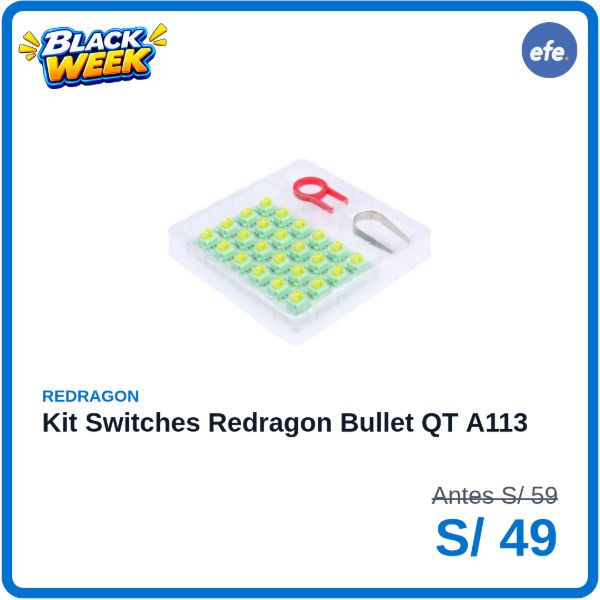 BLACK
WEEK
efe.
REDRAGON
Kit Switches Redragon Bullet QT A113
Antes S/ 59
S/ 49